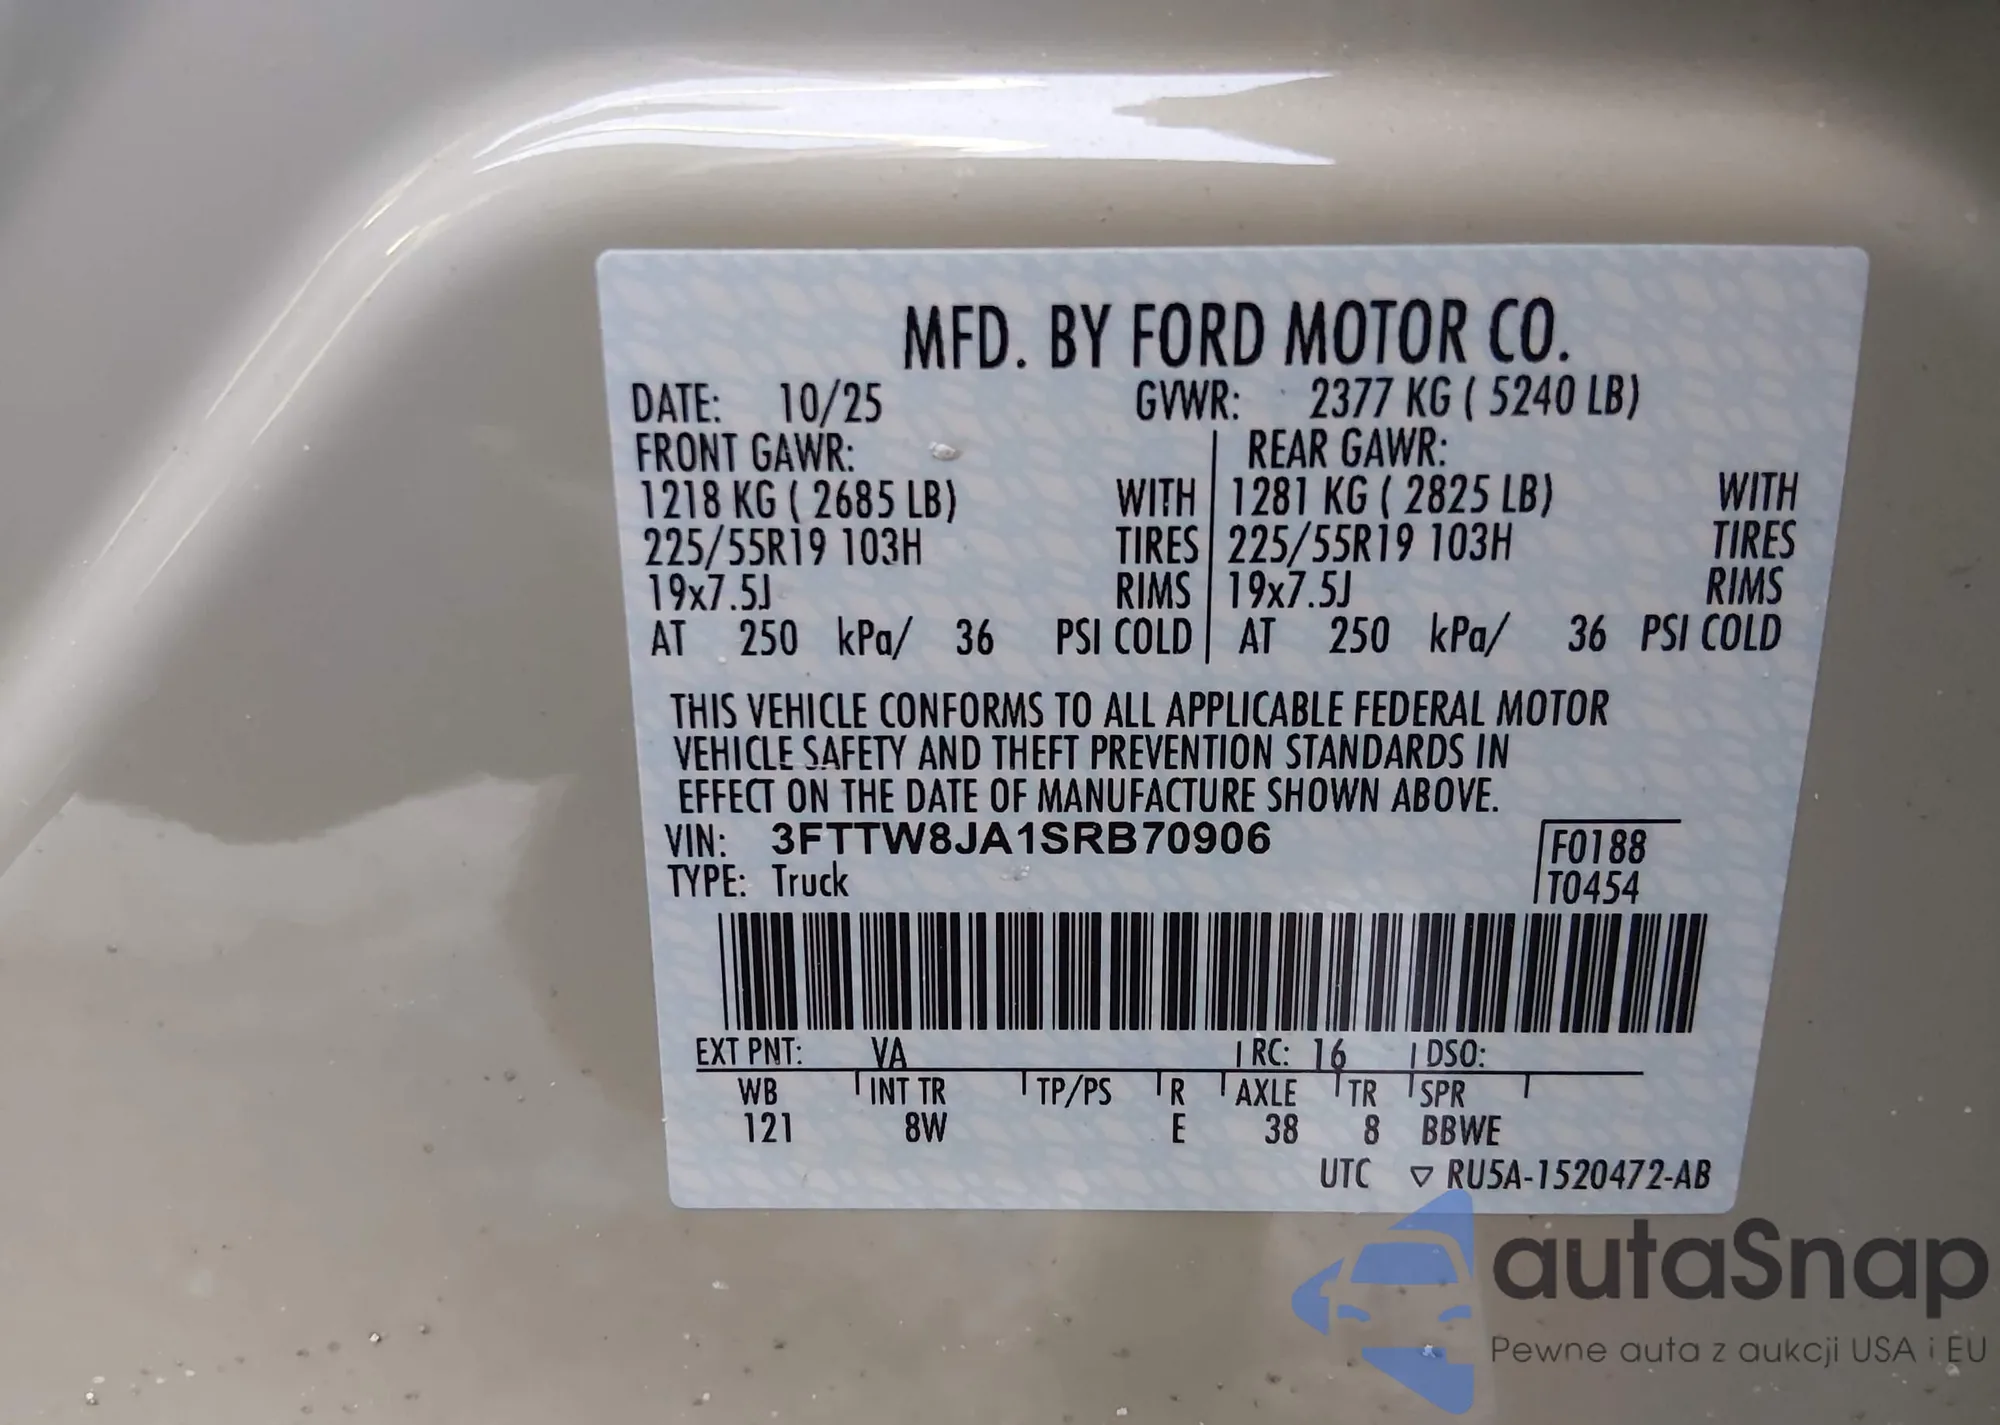 MFD. BY FORD MOTOR CO.
DATE: 10/25 GVWR: 2377 KG ( 5240 LB)
FRONT GAWR: REAR GAWR:
1218 KG ( 2685 LB) WITH 1281 KG ( 2825 LB) WITH
225/55R19 103H TIRES 225/55R19 103H TIRES
19x7.5J RIMS 19x7.5J RIMS
AT 250 kPa/ 36 PSI COLD AT 250 kPa/ 36 PSI COLD
THIS VEHICLE CONFORMS TO ALL APPLICABLE FEDERAL MOTOR
VEHICLE SAFETY AND THEFT PREVENTION STANDARDS IN
EFFECT ON THE DATE OF MANUFACTURE SHOWN ABOVE.
VIN: 3FTTW8JA1SRB70906 F0188
TYPE: Truck T0454
EXT PNT: VA RC: 16 DSO:
WB INT TR TP/PS R AXLE TR SPR
121 8W E 38 8 BBWE
UTC ▽ RU5A-1520472-AB
autaSnap
Pewne auta z aukcji USA i EU